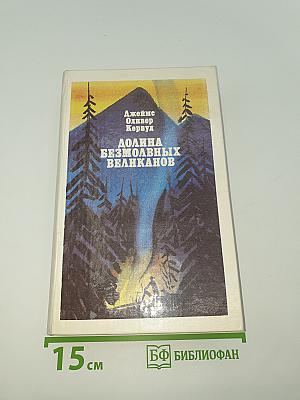 Джеймс
Оливер
Кервуд
ДОЛИНА
БЕЗМОЛВНЫХ
ВЕЛИКАНОВ
15 см
БФ БИБЛИОФАН